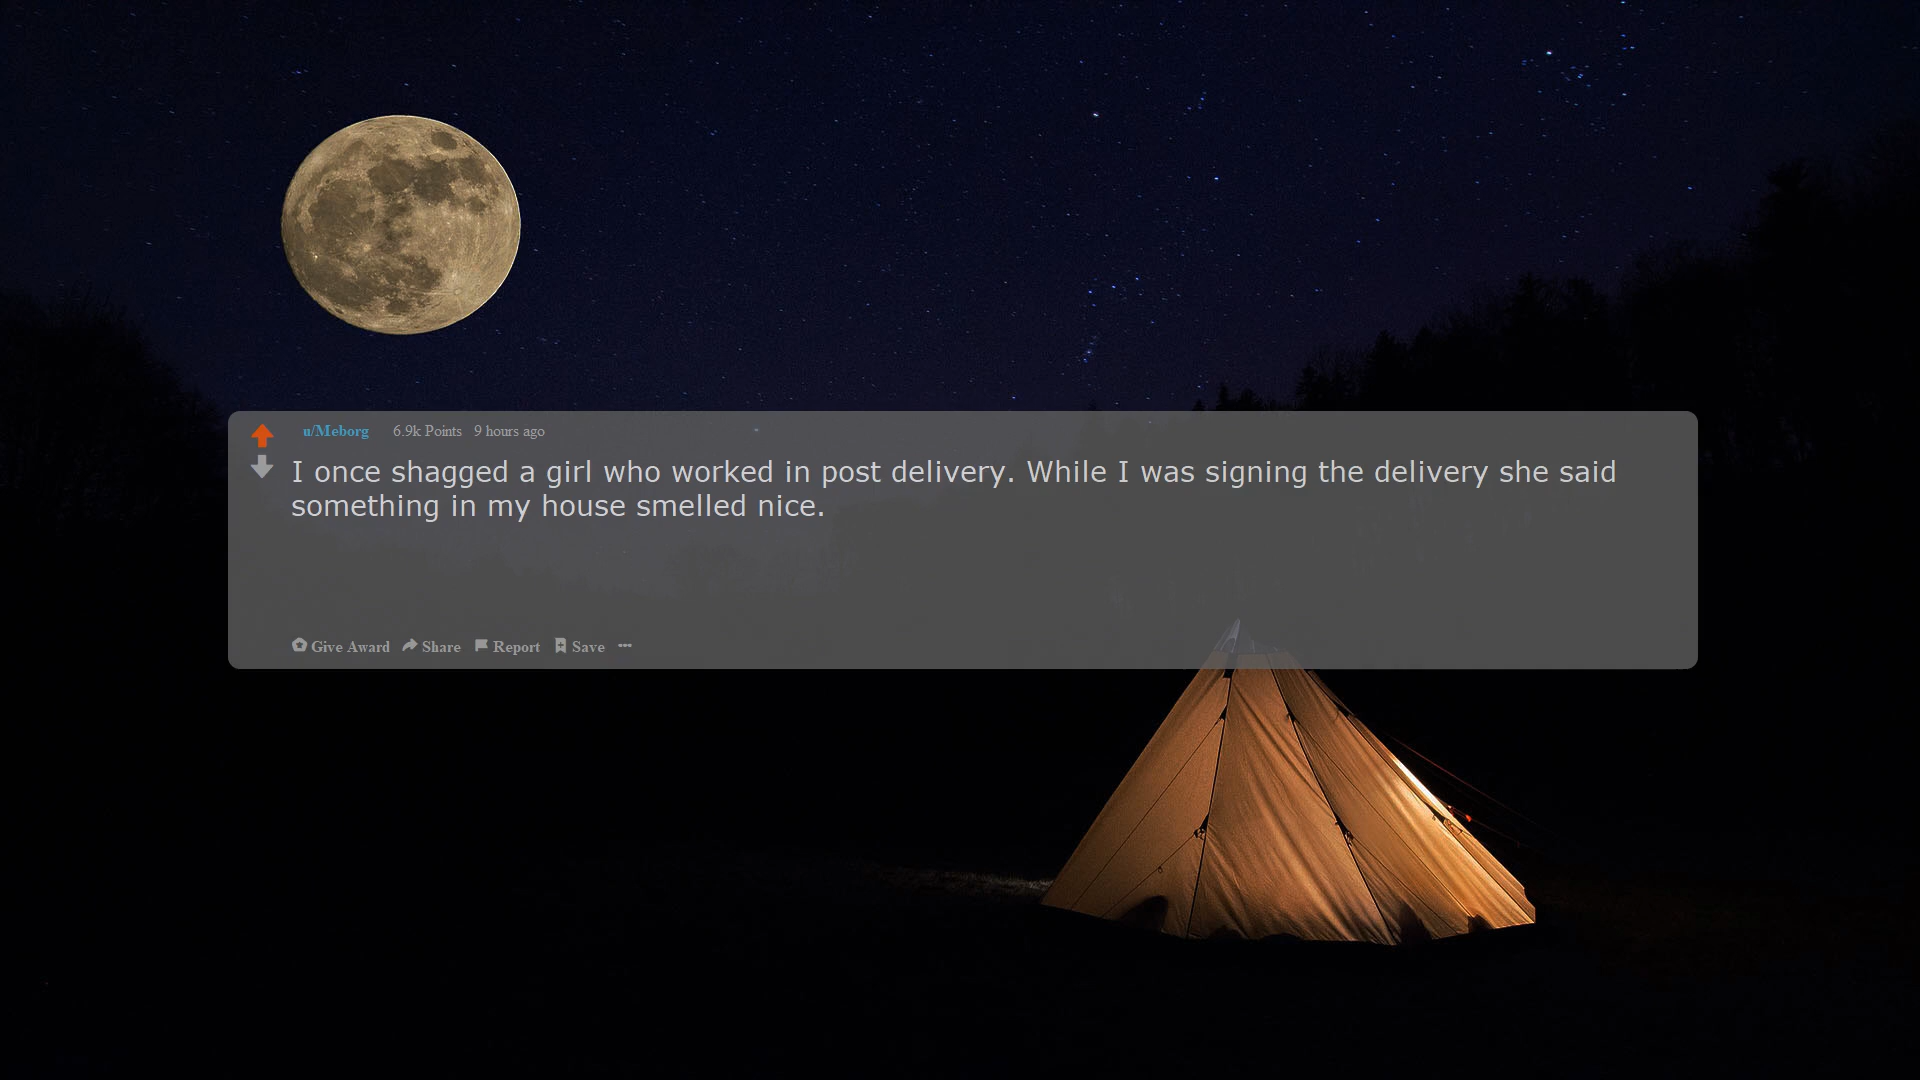 u/Meborg 6.9k Points 9 hours ago
I once shagged a girl who worked in post delivery. While I was signing the delivery she said
something in my house smelled nice.
Give Award Share Report Save